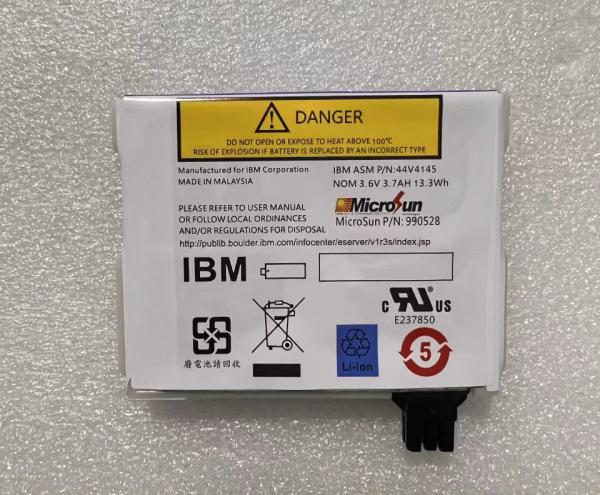 DANGER
DO NOT OPEN OR EXPOSE TO HEAT ABOVE 100°C
RISK OF EXPLOSION IF BATTERY IS REPLACED BY AN INCORRECT TYPE
Manufactured for IBM Corporation
MADE IN MALAYSIA
IBM ASM P/N:44V4145
NOM 3.6V 3.7AH 13.3Wh
PLEASE REFER TO USER MANUAL
OR FOLLOW LOCAL ORDINANCES
AND/OR REGULATIONS FOR DISPOSAL
MicroSun
MicroSun P/N: 990528
http://publib.boulder.ibm.com/infocenter/eserver/v1r3s/index.jsp
IBM
c RU US
E237850
廢電池請回收
Li-ion
5